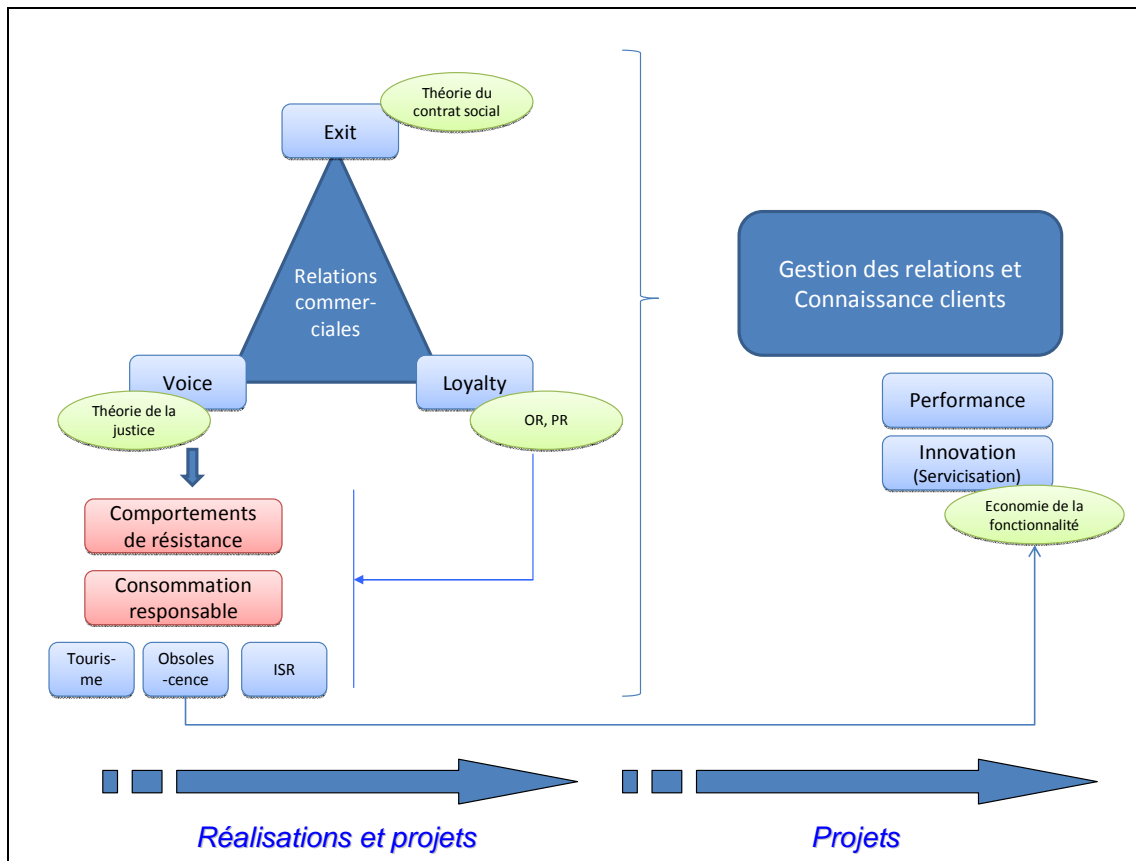 Théorie du
contrat social
Exit
Relations
commer-
ciales
Voice
Loyalty
Théorie de la
justice
OR, PR
Comportements
de résistance
Consommation
responsable
Touris-
me
Obsoles
-cence
ISR
Gestion des relations et
Connaissance clients
Performance
Innovation
(Servicisation)
Economie de la
fonctionnalité
Réalisations et projets
Projets